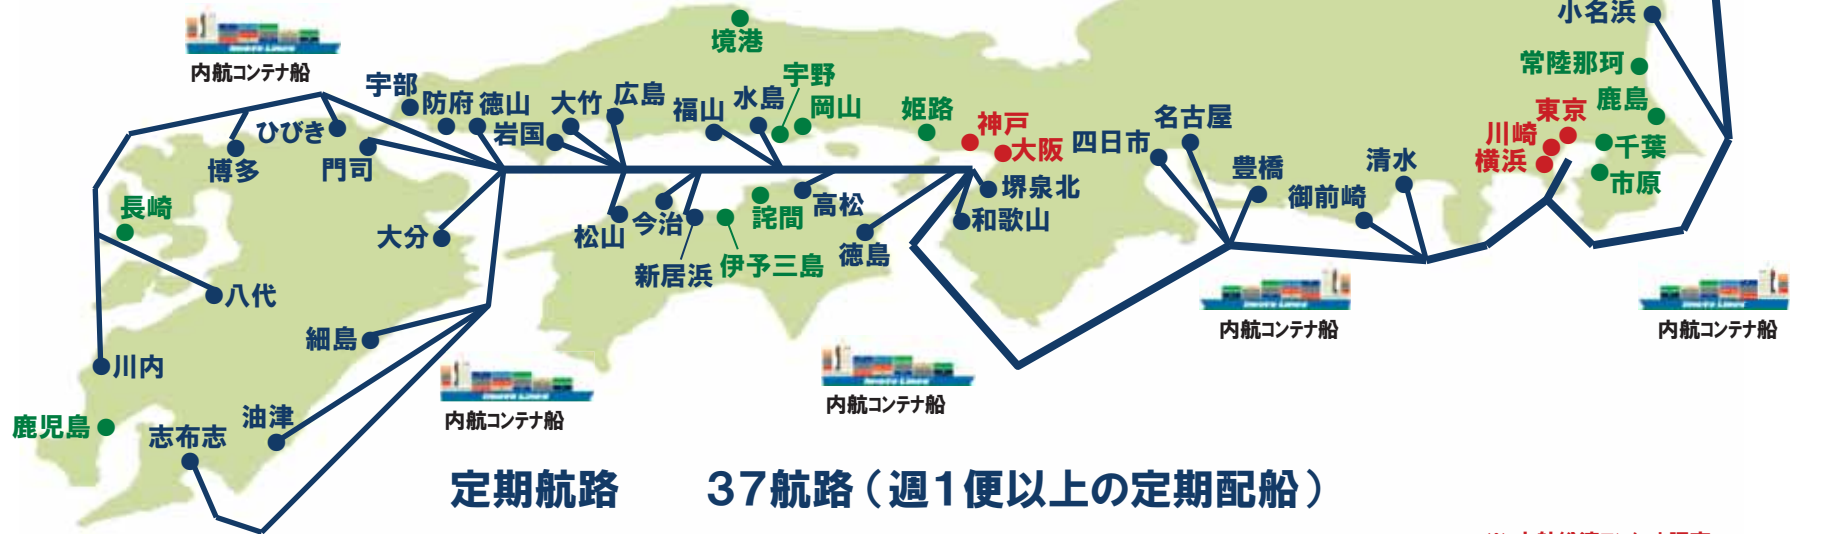 小名浜
境港
常陸那珂
内航コンテナ船
宇野
宇部
防府
徳山
大竹
広島
福山
水島
岡山
姫路
神戸
名古屋
東京
鹿島
ひびき
岩国
大阪
四日市
川崎
千葉
博多
門司
豊橋
清水
横浜
市原
長崎
堺泉北
御前崎
詫間
高松
和歌山
大分
松山
今治
徳島
新居浜
伊予三島
八代
細島
内航コンテナ船
内航コンテナ船
川内
内航コンテナ船
内航コンテナ船
鹿児島
志布志
油津
定期航路 37航路(週1便以上の定期配船)